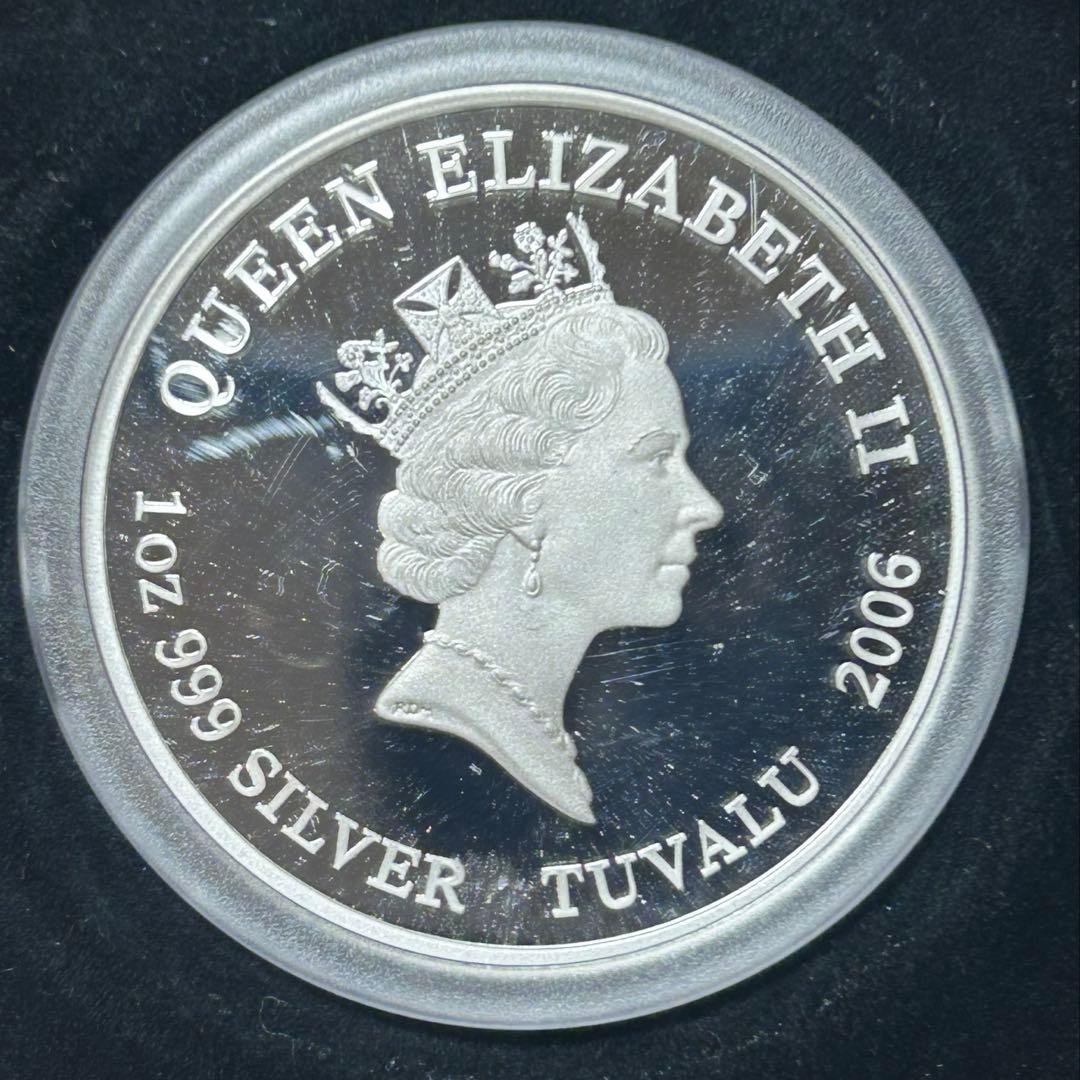 QUEEN ELIZABETH II
2006
TUVALU
1OZ 999 SILVER
RDM